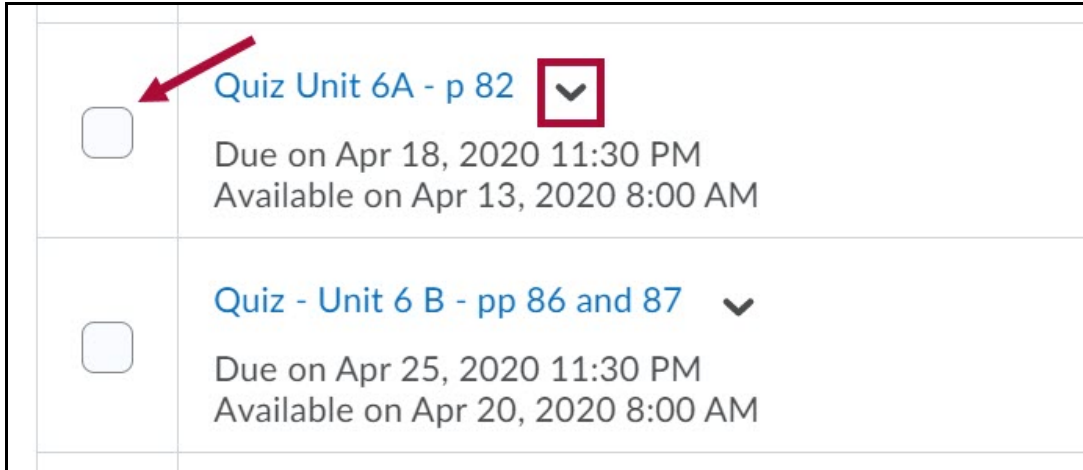 Quiz Unit 6A - p 82
Due on Apr 18, 2020 11:30 PM
Available on Apr 13, 2020 8:00 AM
Quiz - Unit 6 B - pp 86 and 87
Due on Apr 25, 2020 11:30 PM
Available on Apr 20, 2020 8:00 AM